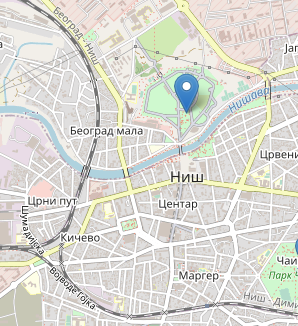 Београд - Ниш
Јаг
Нишава
Београд мала
Црвени
Ниш
Црни пут
Центар
Шумадијска
Кичево
Војводе Гојка
Маргер
Чаи
Парк
Ниш - Дими